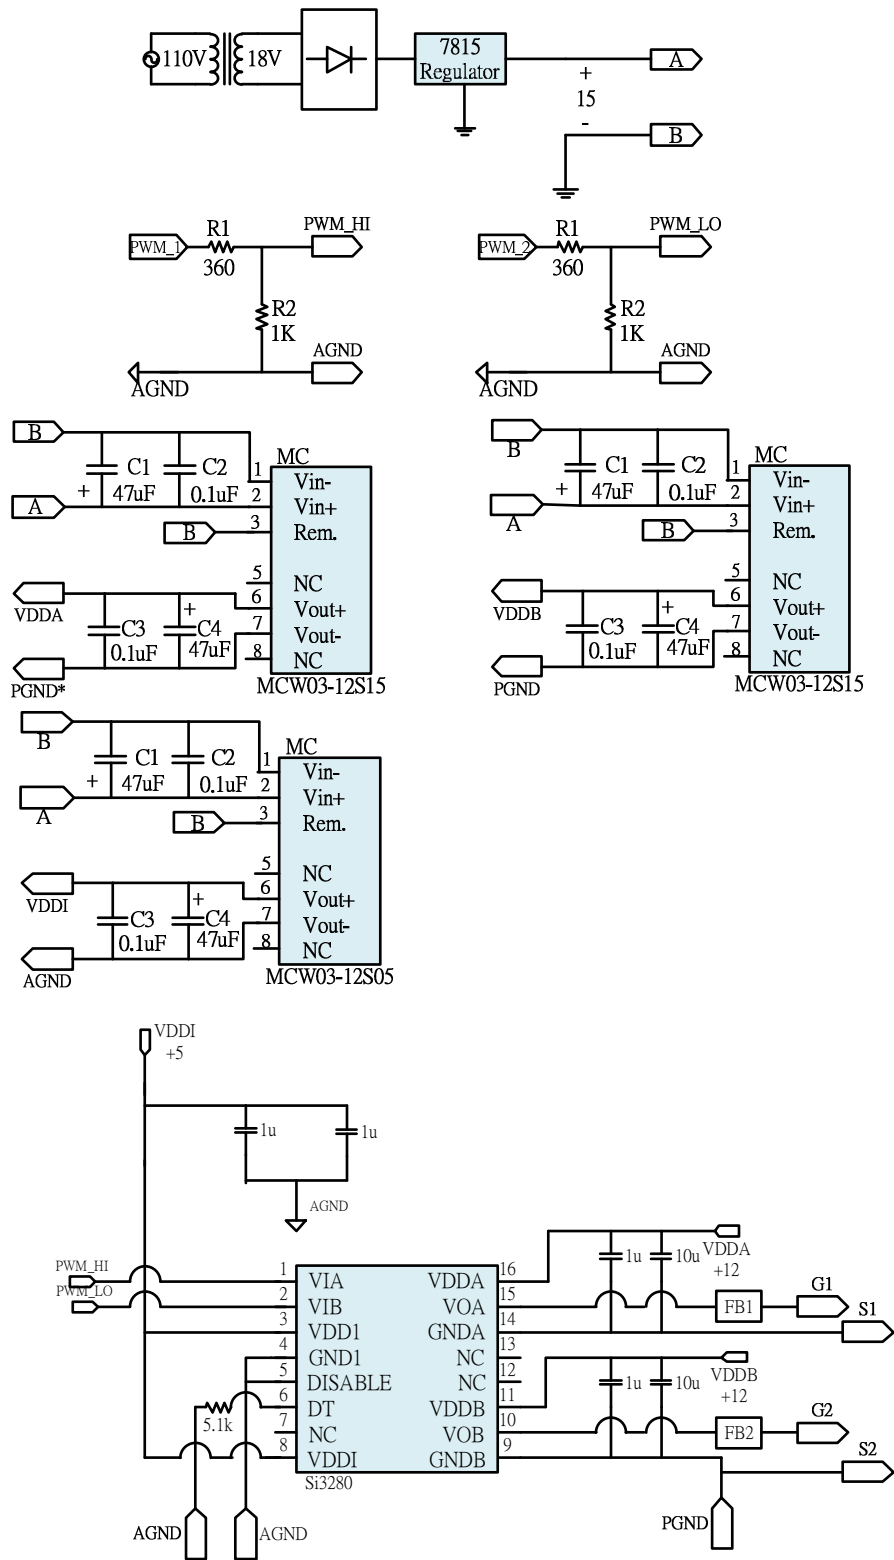 110V
18V
7815
Regulator
A
+
15
-
B
R1
PWM_HI
PWM_1
360
R2
1K
AGND
AGND
R1
PWM_LO
PWM_2
360
R2
1K
AGND
AGND
B
MC
C1
C2
1
Vin-
+
47uF
0.1uF
2
Vin+
A
3
B
Rem.
5
NC
6
+
VDDA
Vout+
C3
C4
7
Vout-
0.1uF
47uF
8
NC
PGND*
MCW03-12S15
B
MC
C1
C2
1
Vin-
+
47uF
0.1uF
2
Vin+
A
3
B
Rem.
5
NC
6
+
VDDB
Vout+
C3
C4
7
Vout-
0.1uF
47uF
8
NC
PGND
MCW03-12S15
B
MC
C1
C2
1
Vin-
+
47uF
0.1uF
2
Vin+
A
3
B
Rem.
5
NC
6
+
VDDI
Vout+
C3
C4
7
Vout-
0.1uF
47uF
8
NC
AGND
MCW03-12S05
VDDI
+5
1u
1u
AGND
PWM_HI
PWM_LO
1
VIA
2
VIB
3
VDD1
4
GND1
5
DISABLE
6
DT
5.1k
7
NC
8
VDDI
16
VDDA
15
VOA
14
GNDA
13
NC
12
NC
11
VDDB
10
VOB
9
GNDB
Si3280
1u
10u
VDDA
+12
FB1
G1
S1
1u
10u
VDDB
+12
FB2
G2
S2
AGND
AGND
PGND